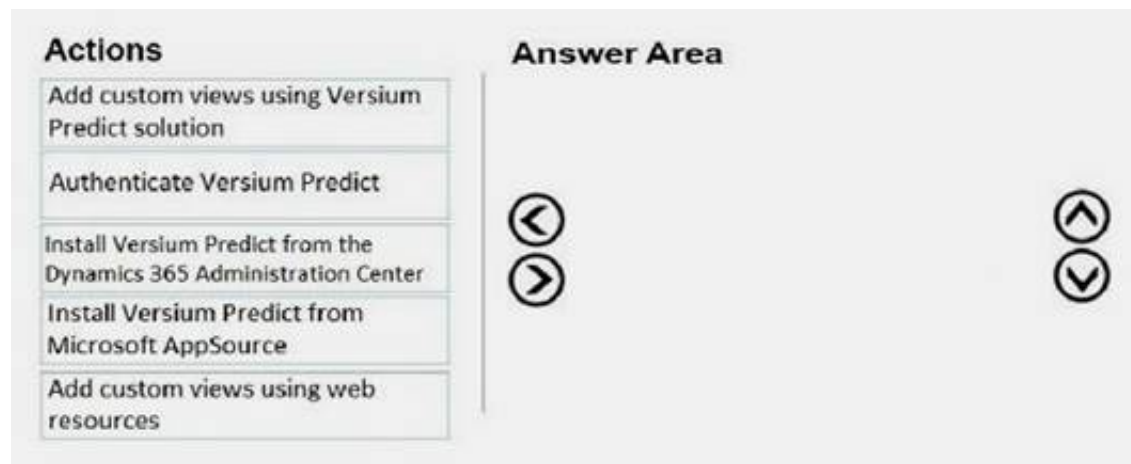 Actions
Answer Area
Add custom views using Versium
Predict solution
Authenticate Versium Predict
Install Versium Predict from the
Dynamics 365 Administration Center
Install Versium Predict from
Microsoft AppSource
Add custom views using web
resources